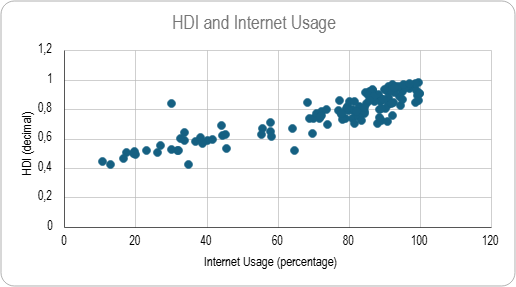 HDI and Internet Usage
1,2
1
0,8
0,6
0,4
0,2
0
HDI (decimal)
0 20 40 60 80 100 120
Internet Usage (percentage)